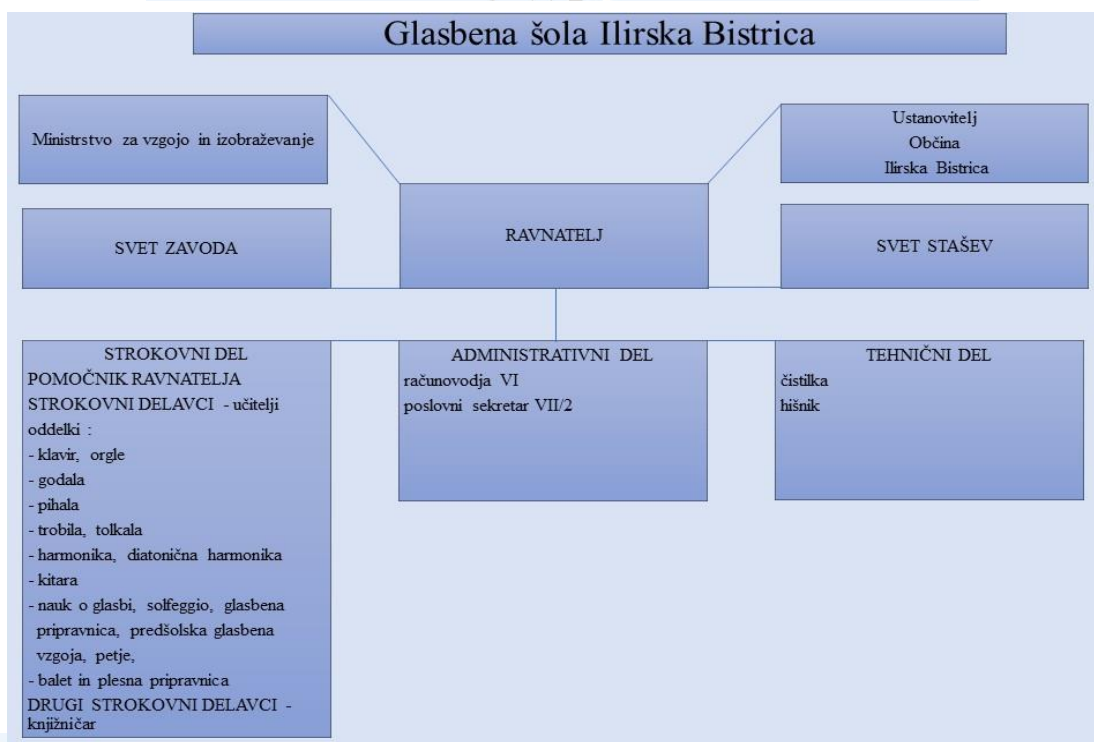 Glasbena šola Ilirska Bistrica
Ministrstvo za vzgojo in izobraževanje
Ustanovitelj
Občina
Ilirska Bistrica
SVET ZAVODA
RAVNATELJ
SVET STAŠEV
STROKOVNI DEL
POMOČNIK RAVNATELJA
STROKOVNI DELAVCI - učitelji
oddelki :
- klavir, orgle
- godala
- pihala
- trobila, tolkala
- harmonika, diatonična harmonika
- kitara
- nauk o glasbi, solfeggio, glasbena
pripravnica, predšolska glasbena
vzgoja, petje,
- balet in plesna pripravnica
DRUGI STROKOVNI DELAVCI -
knjižničar
ADMINISTRATIVNI DEL
računovodja VI
poslovni sekretar VII/2
TEHNIČNI DEL
čistilka
hišnik